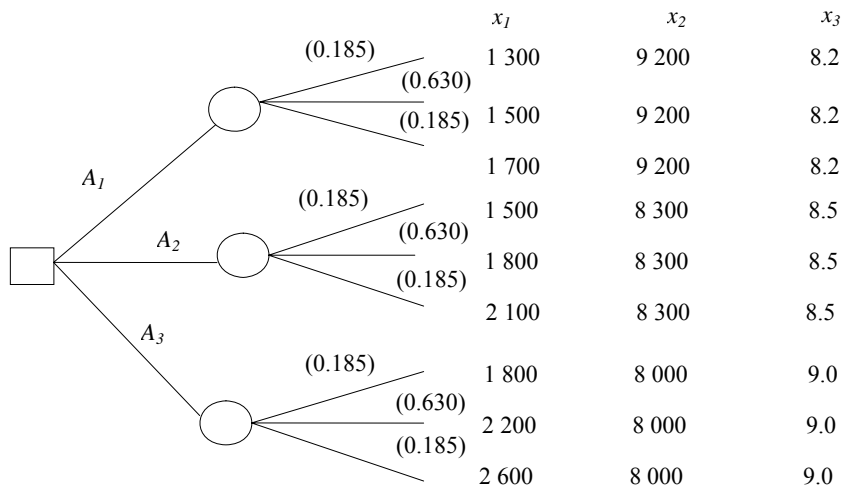 x1 x2 x3
(0.185) 1 300 9 200 8.2
(0.630)
1 500 9 200 8.2
(0.185)
1 700 9 200 8.2
A1
(0.185) 1 500 8 300 8.5
(0.630)
A2 1 800 8 300 8.5
(0.185)
2 100 8 300 8.5
A3
(0.185) 1 800 8 000 9.0
(0.630)
2 200 8 000 9.0
(0.185)
2 600 8 000 9.0